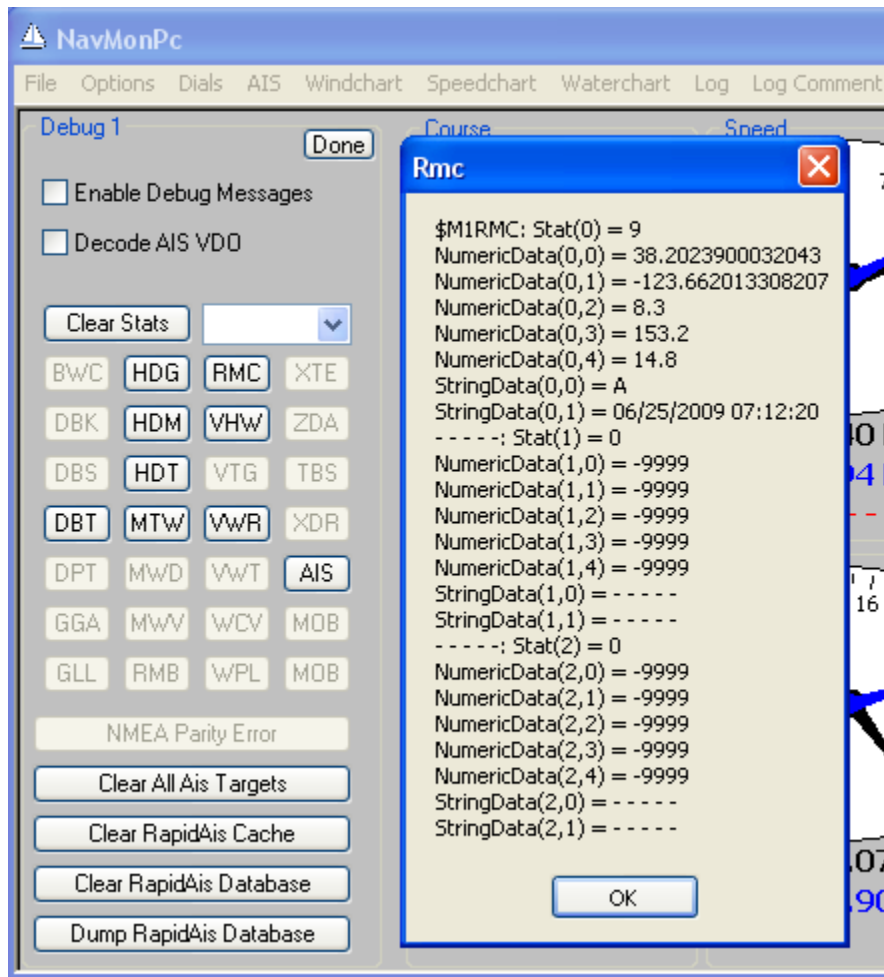 NavMonPc
File Options Dials AIS Windchart Speedchart Waterchart Log Log Comment
Debug 1
Done
Enable Debug Messages
Decode AIS VDO
Clear Stats
BWC HDG RMC XTE
DBK HDM VHW ZDA
DBS HDT VTG TBS
DBT MTW VWR XDR
DPT MWD VWT AIS
GGA MWV WCV MOB
GLL RMB WPL MOB
NMEA Parity Error
Clear All Ais Targets
Clear RapidAis Cache
Clear RapidAis Database
Dump RapidAis Database
Course
Speed
Rmc
$M1RMC: Stat(0) = 9
NumericData(0,0) = 38.2023900032043
NumericData(0,1) = -123.662013308207
NumericData(0,2) = 8.3
NumericData(0,3) = 153.2
NumericData(0,4) = 14.8
StringData(0,0) = A
StringData(0,1) = 06/25/2009 07:12:20
- - - - -: Stat(1) = 0
NumericData(1,0) = -9999
NumericData(1,1) = -9999
NumericData(1,2) = -9999
NumericData(1,3) = -9999
NumericData(1,4) = -9999
StringData(1,0) = - - - - -
StringData(1,1) = - - - - -
- - - - -: Stat(2) = 0
NumericData(2,0) = -9999
NumericData(2,1) = -9999
NumericData(2,2) = -9999
NumericData(2,3) = -9999
NumericData(2,4) = -9999
StringData(2,0) = - - - - -
StringData(2,1) = - - - - -
OK
16